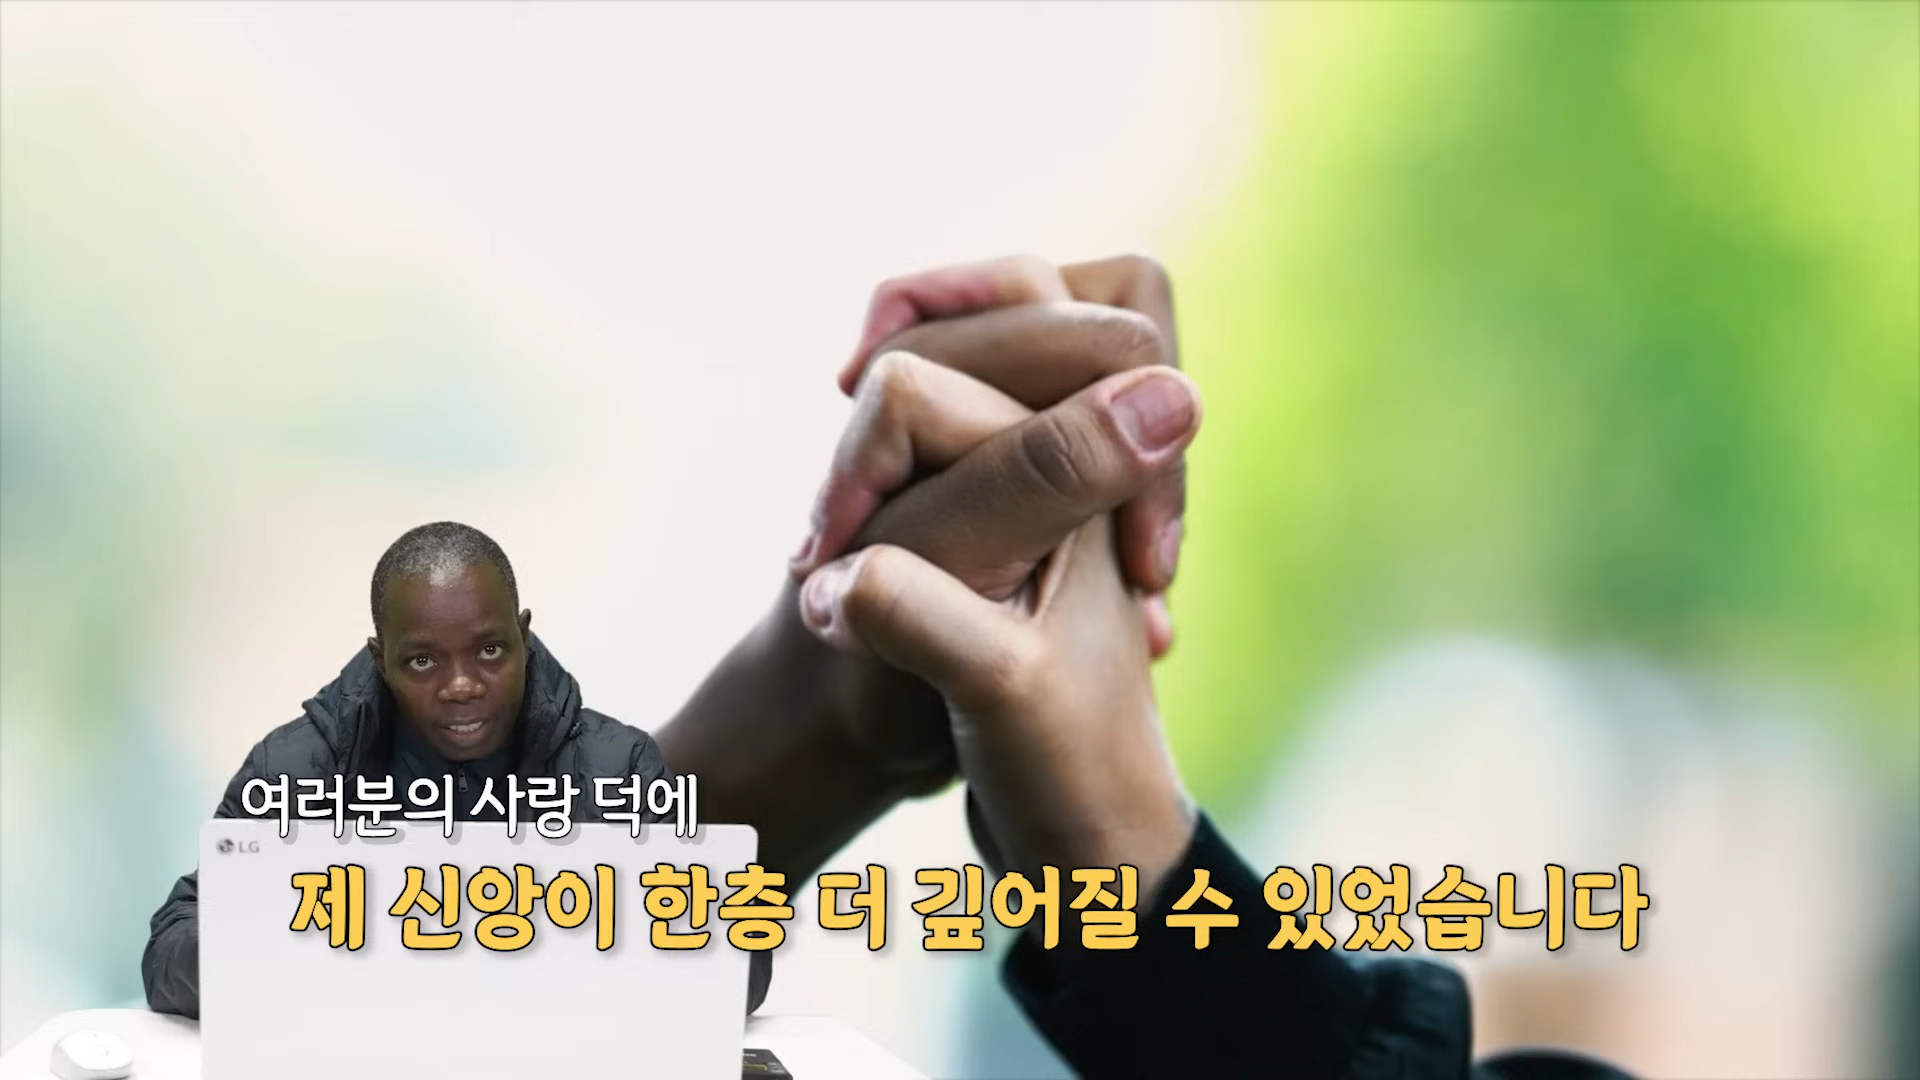 여러분의 사랑 덕에
LG
제 신앙이 한층 더 깊어질 수 있었습니다